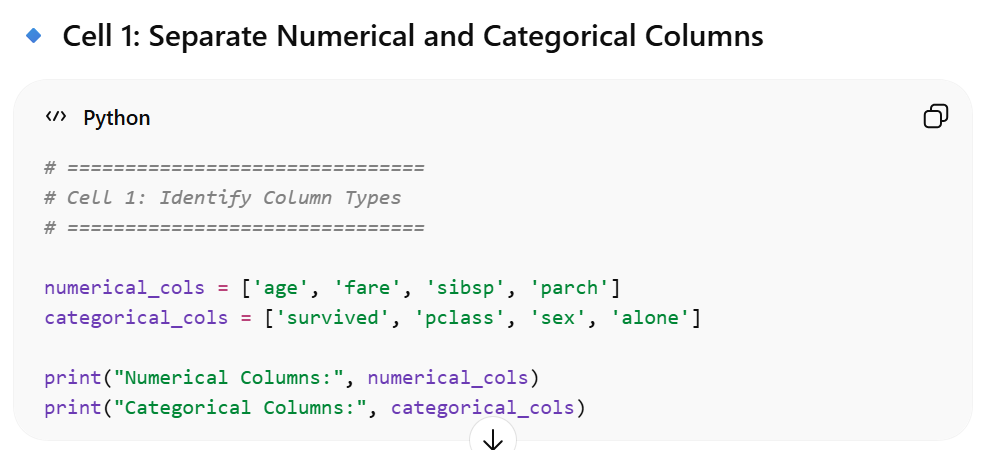 Cell 1: Separate Numerical and Categorical Columns
Python
# ===============================
# Cell 1: Identify Column Types
# ===============================
numerical_cols = ['age', 'fare', 'sibsp', 'parch']
categorical_cols = ['survived', 'pclass', 'sex', 'alone']
print("Numerical Columns:", numerical_cols)
print("Categorical Columns:", categorical_cols)